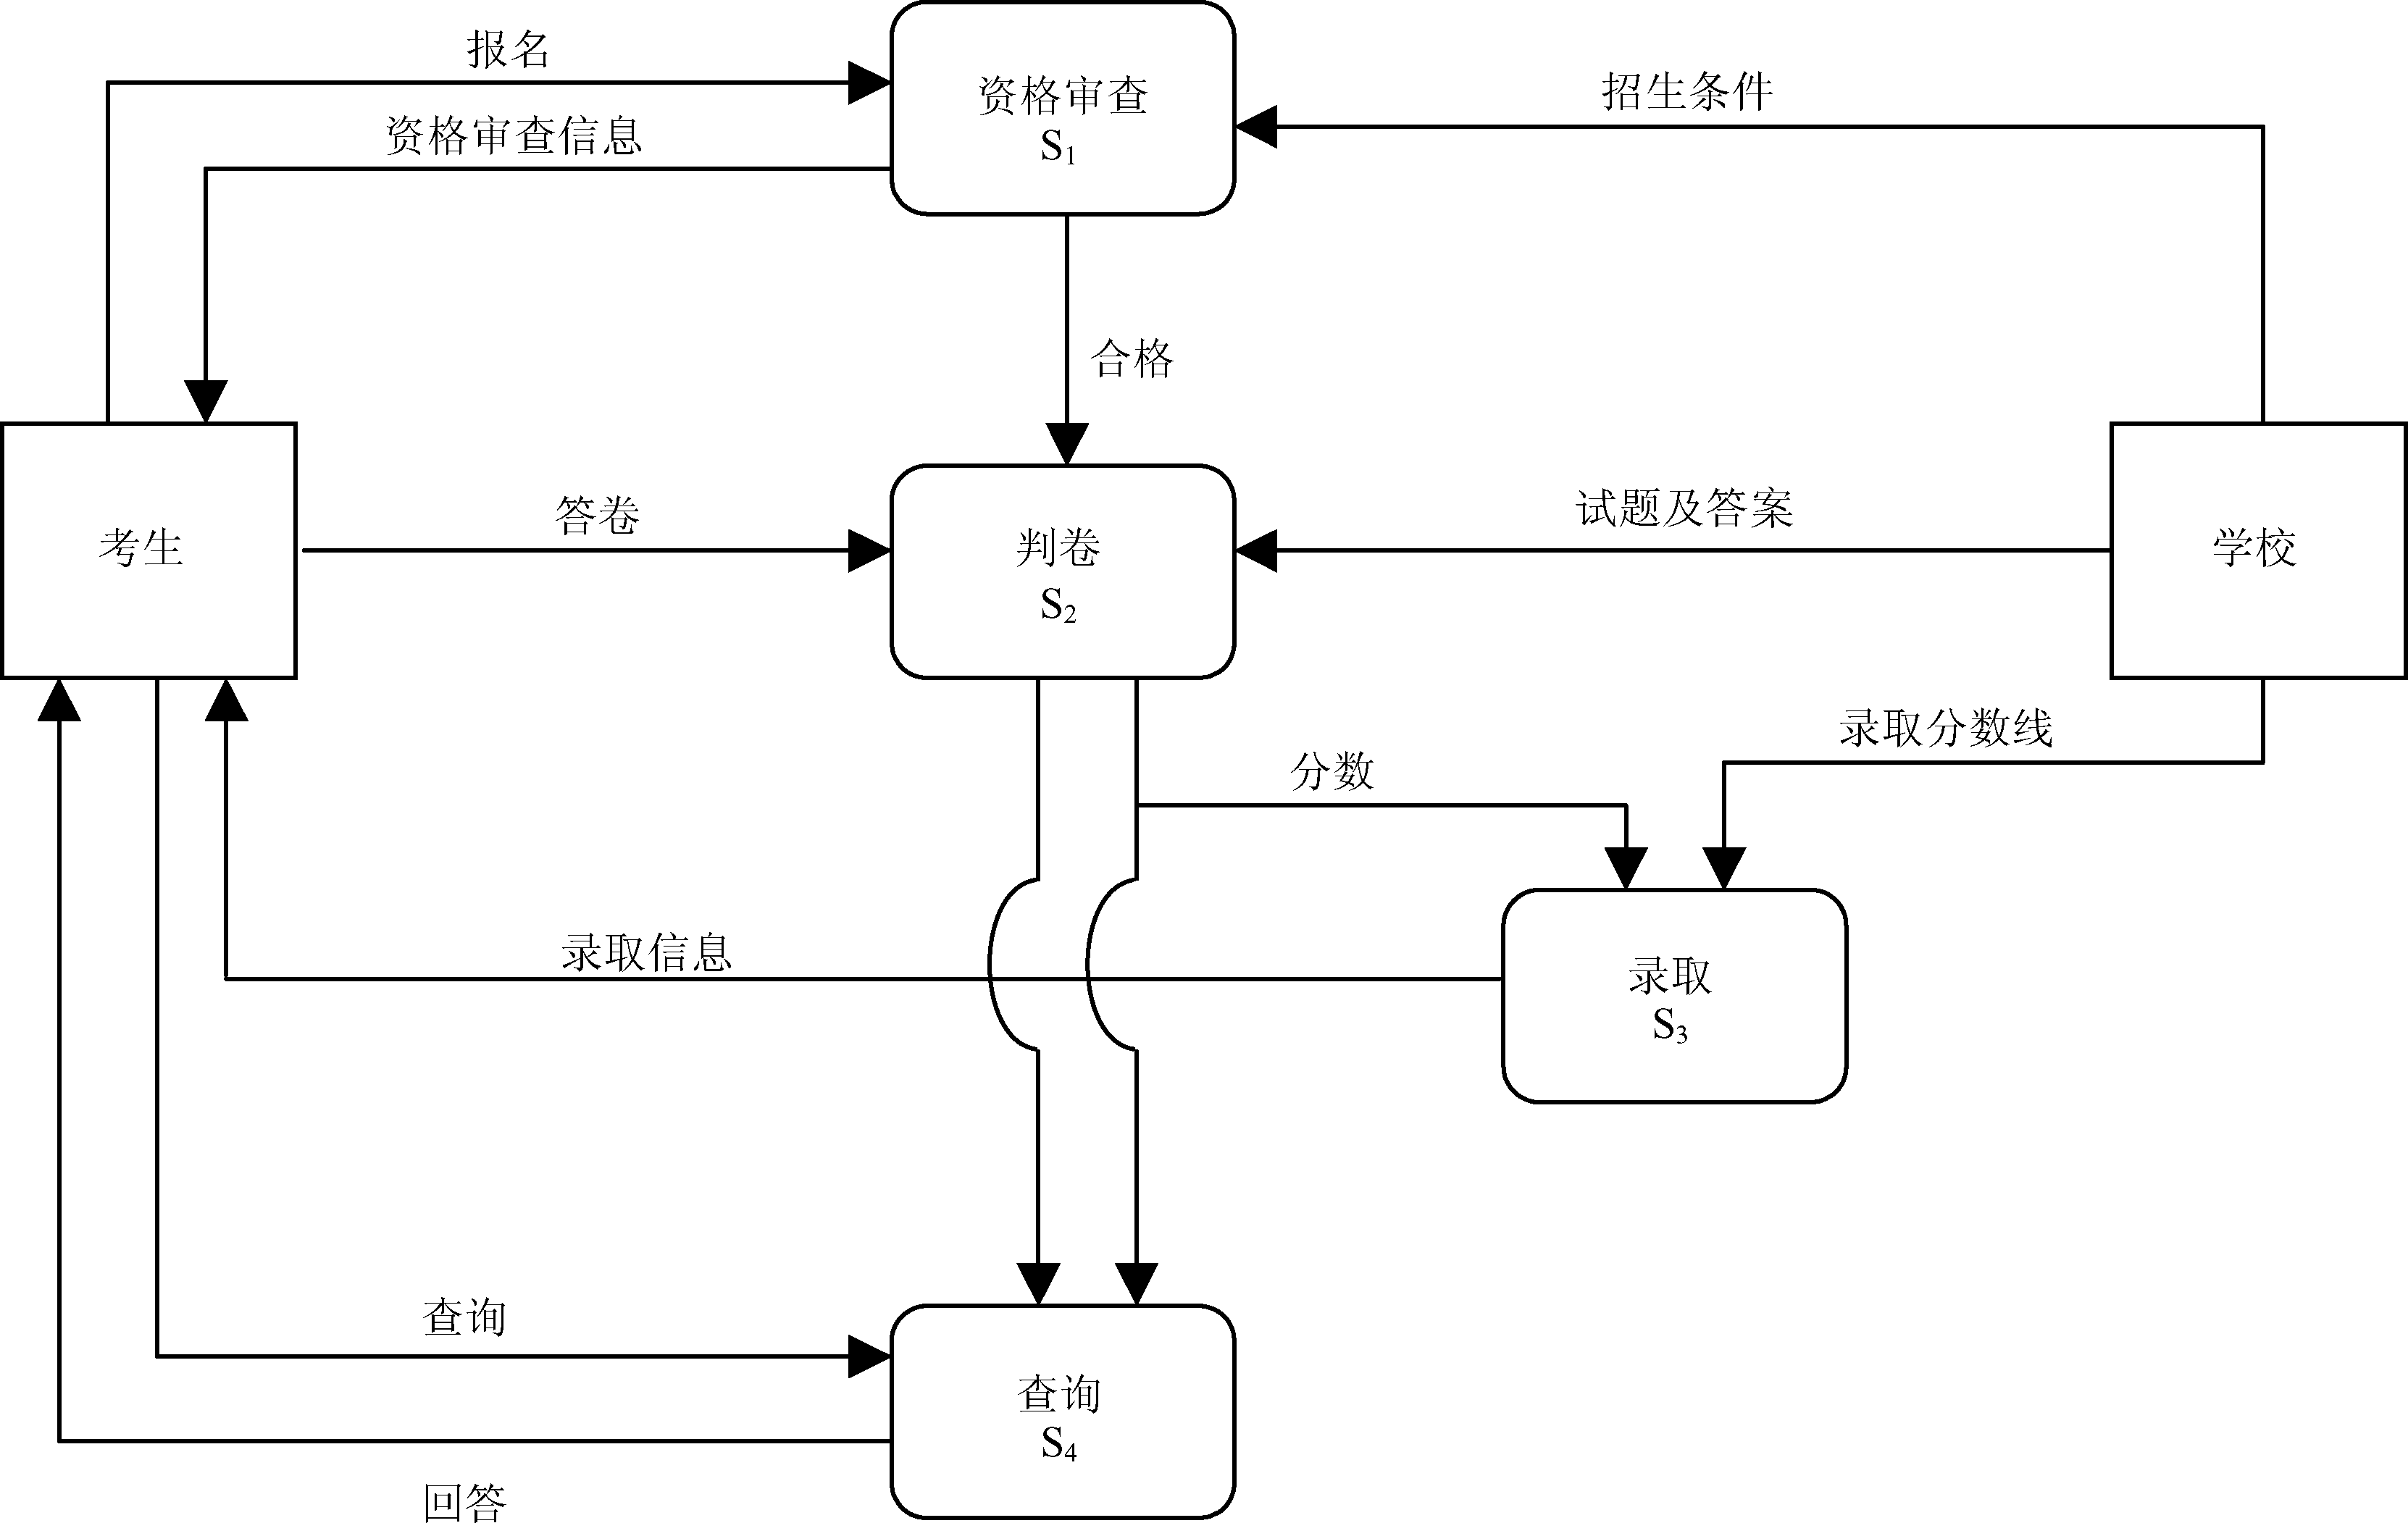 报名
资格审查
S1
招生条件
资格审查信息
合格
考生
答卷
判卷
S2
试题及答案
学校
录取分数线
分数
录取信息
录取
S3
查询
查询
S4
回答